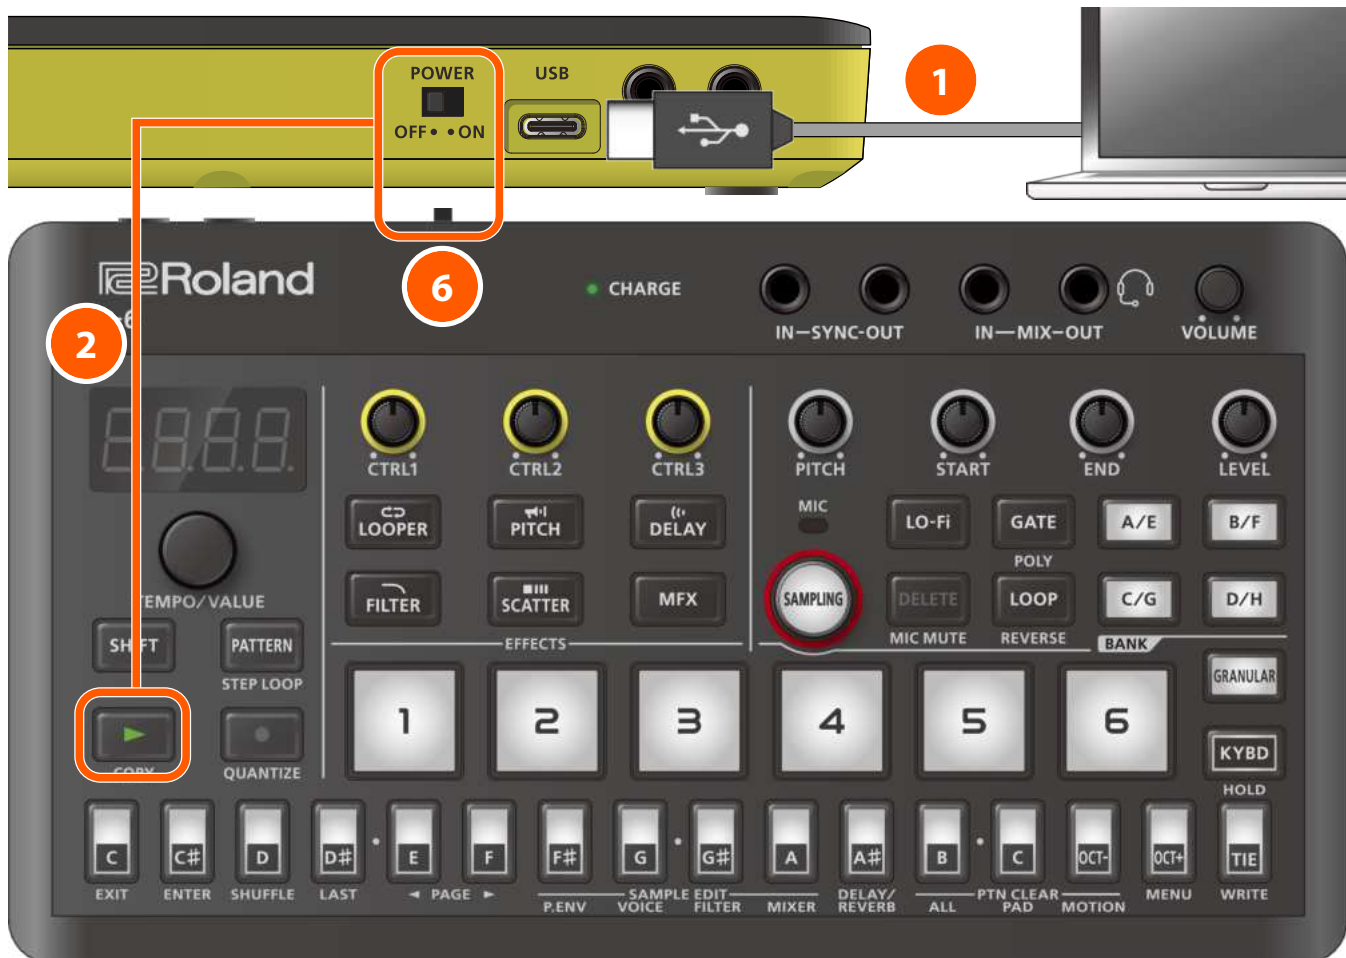 POWER
USB
OFF• •ON
1
2
6
Roland
CHARGE
IN—SYNC-OUT
IN—MIX—OUT
VOLUME
CTRL1
CTRL2
CTRL3
PITCH
START
END
LEVEL
LOOPER
PITCH
DELAY
MIC
LO-Fi
GATE
A/E
B/F
POLY
TEMPO/VALUE
FILTER
SCATTER
MFX
SAMPLING
DELETE
LOOP
C/G
D/H
MIC MUTE
REVERSE
BANK
EFFECTS
SHIFT
PATTERN
STEP LOOP
GRANULAR
1
2
3
4
5
6
KYBD
HOLD
COPY
QUANTIZE
C
C#
D
D#
E
F
F#
G
G#
A
A#
B
C
OCT-
OCT+
TIE
EXIT
ENTER
SHUFFLE
LAST
◄ PAGE ►
SAMPLE EDIT
P.ENV
VOICE
FILTER
MIXER
DELAY/
REVERB
PTN CLEAR
ALL
PAD
MOTION
MENU
WRITE